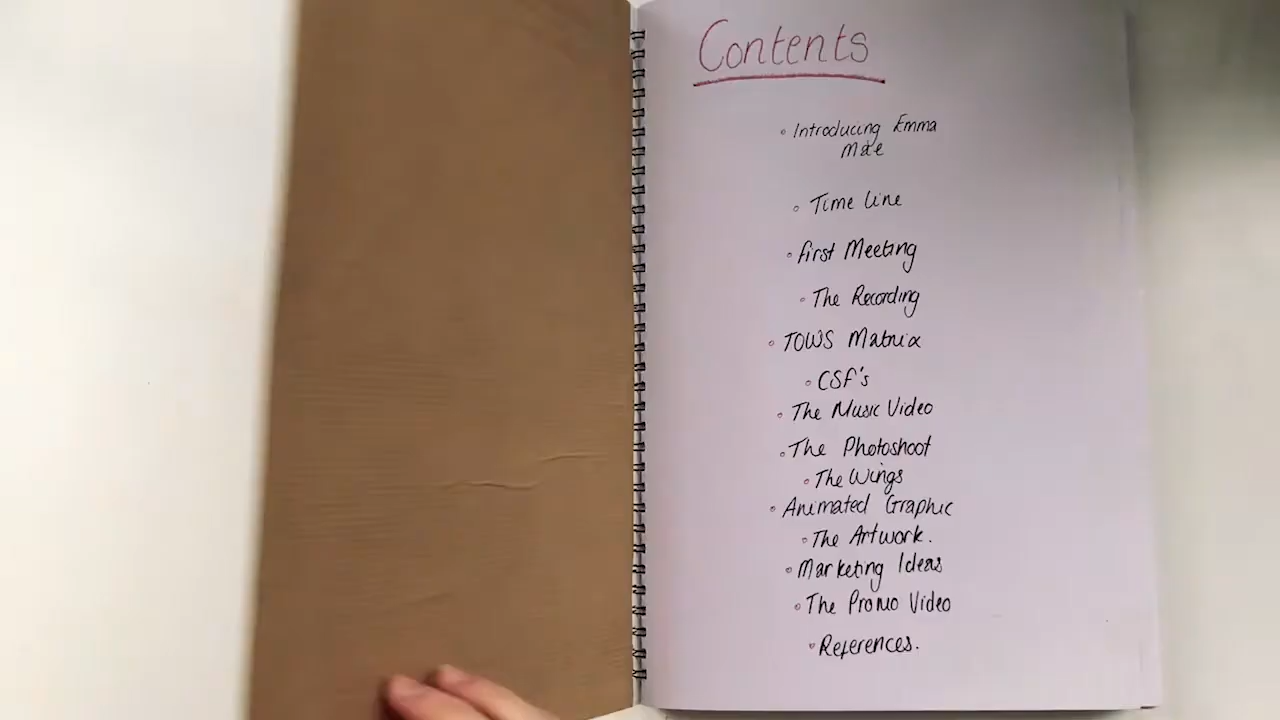 Contents
Introducing Emma
Mae
Time Line
First Meeting
The Recording
TOWS Matrix
CSF's
The Music Video
The Photoshoot
The Wings
Animated Graphic
The Artwork.
Marketing Ideas
The Promo Video
References.